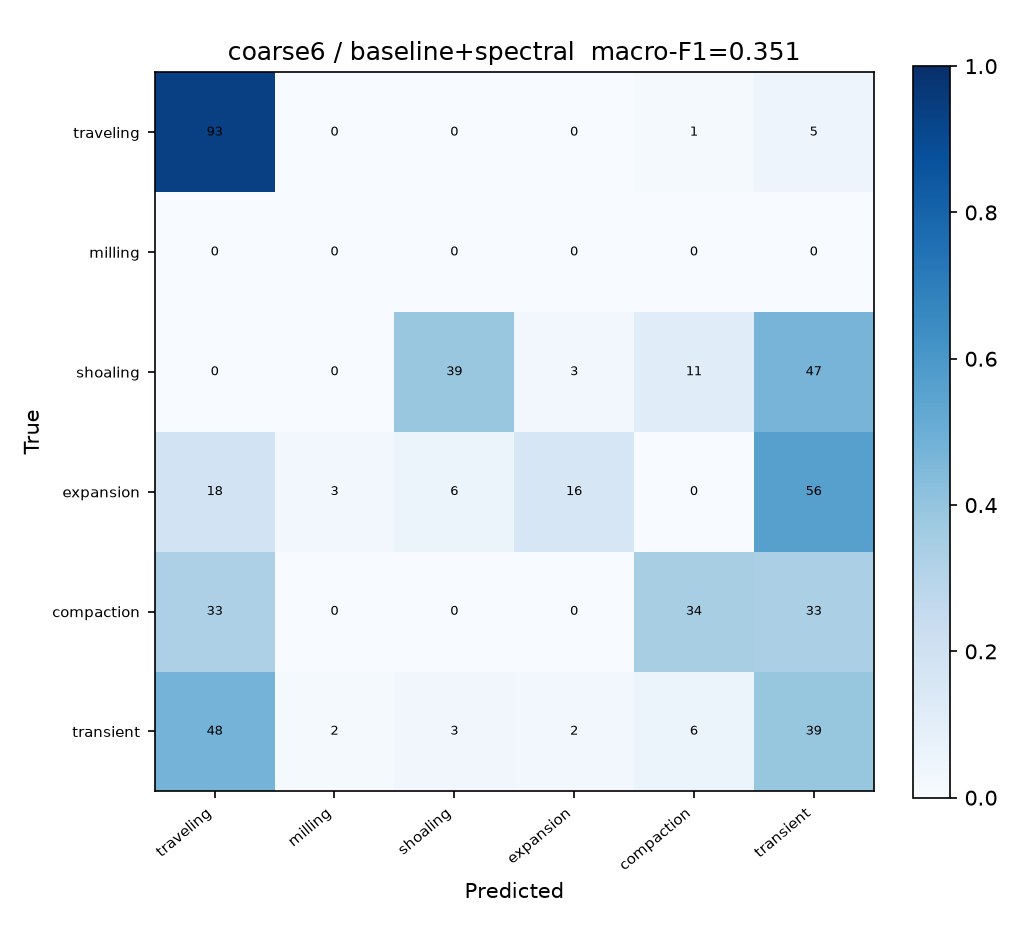 coarse6 / baseline+spectral macro-F1=0.351
traveling 93 0 0 0 1 5
milling 0 0 0 0 0 0
shoaling 0 0 39 3 11 47
expansion 18 3 6 16 0 56
compaction 33 0 0 0 34 33
transient 48 2 3 2 6 39
traveling milling shoaling expansion compaction transient
Predicted
True
1.0
0.8
0.6
0.4
0.2
0.0